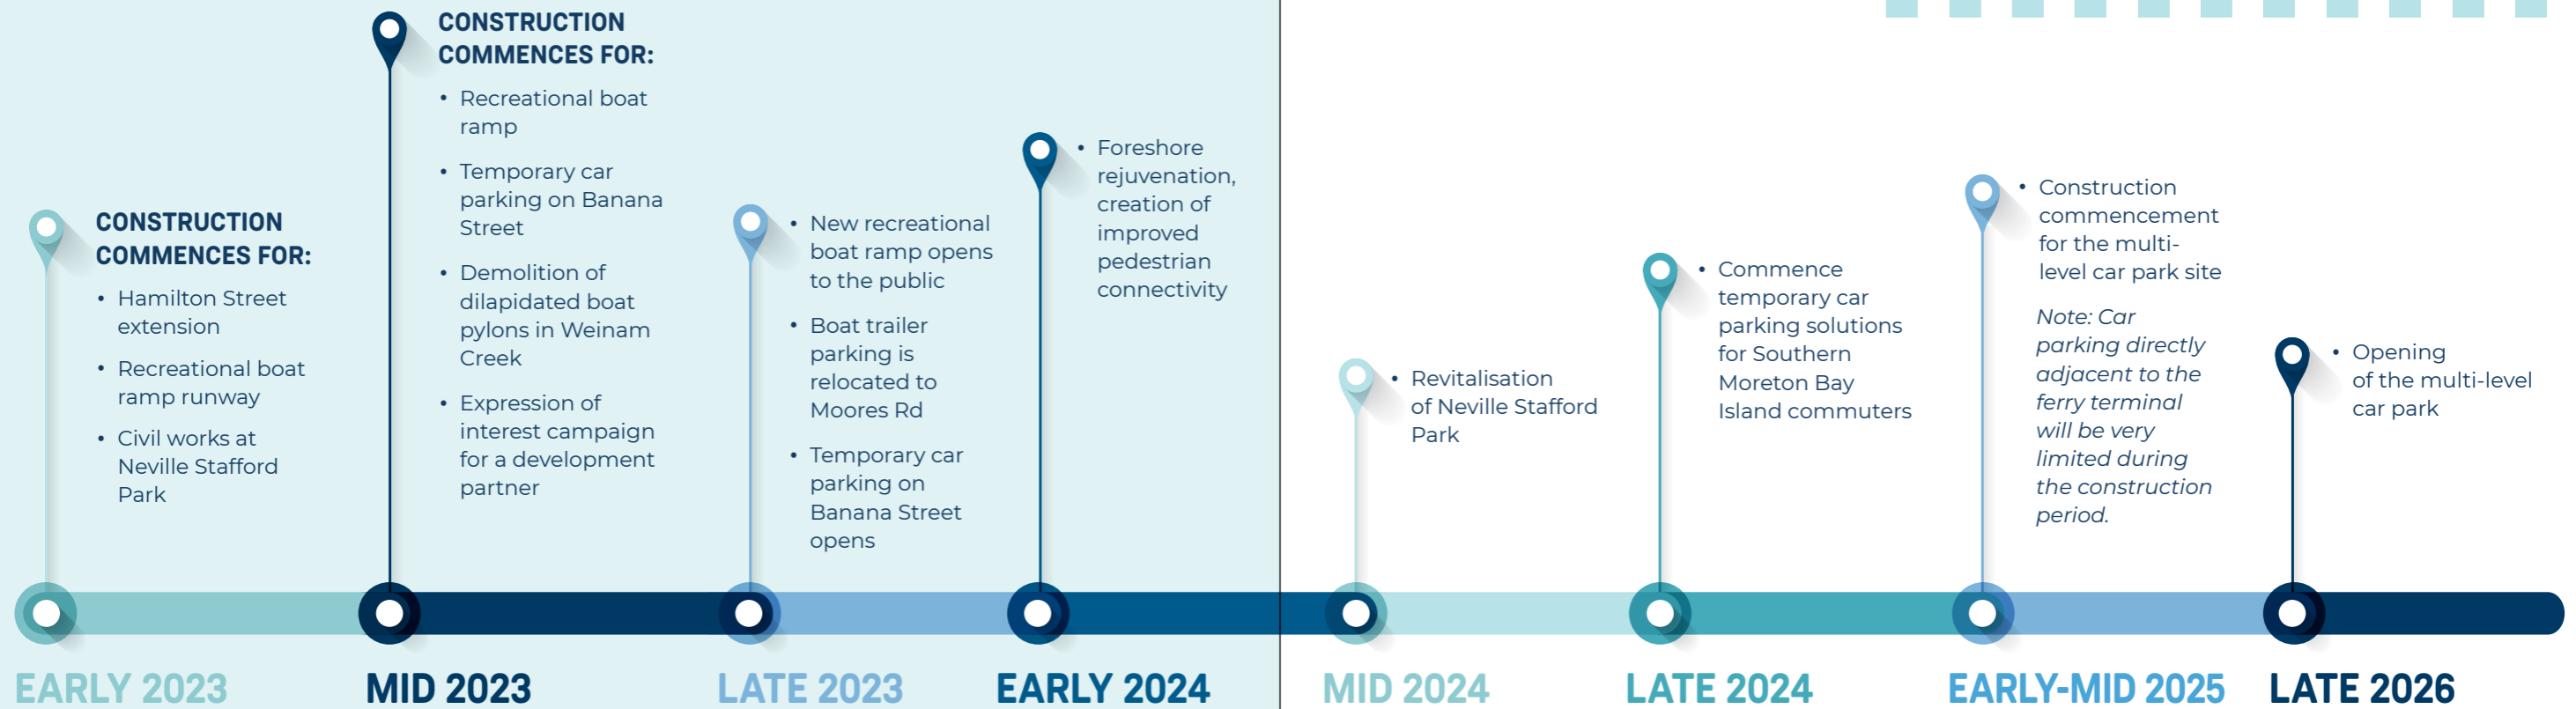 CONSTRUCTION
COMMENCES FOR:
• Hamilton Street
extension
• Recreational boat
ramp runway
• Civil works at
Neville Stafford
Park
EARLY 2023
CONSTRUCTION
COMMENCES FOR:
• Recreational boat
ramp
• Temporary car
parking on Banana
Street
• Demolition of
dilapidated boat
pylons in Weinam
Creek
• Expression of
interest campaign
for a development
partner
MID 2023
• New recreational
boat ramp opens
to the public
• Boat trailer
parking is
relocated to
Moores Rd
• Temporary car
parking on
Banana Street
opens
LATE 2023
• Foreshore
rejuvenation,
creation of
improved
pedestrian
connectivity
EARLY 2024
• Revitalisation
of Neville Stafford
Park
MID 2024
• Commence
temporary car
parking solutions
for Southern
Moreton Bay
Island commuters
LATE 2024
• Construction
commencement
for the multi-
level car park site
Note: Car
parking directly
adjacent to the
ferry terminal
will be very
limited during
the construction
period.
EARLY-MID 2025
• Opening
of the multi-level
car park
LATE 2026